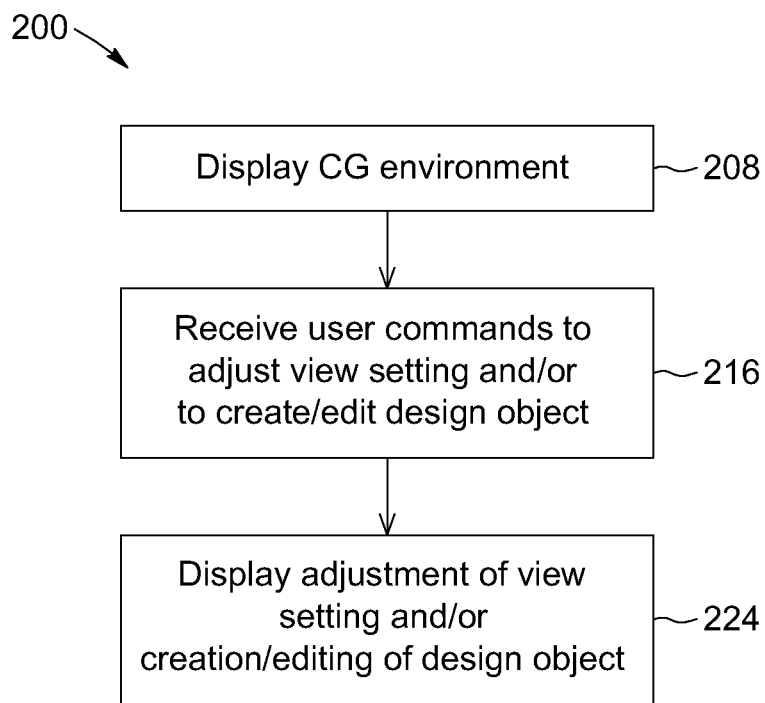 200
Display CG environment
208
Receive user commands to
adjust view setting and/or
to create/edit design object
216
Display adjustment of view
setting and/or
creation/editing of design object
224